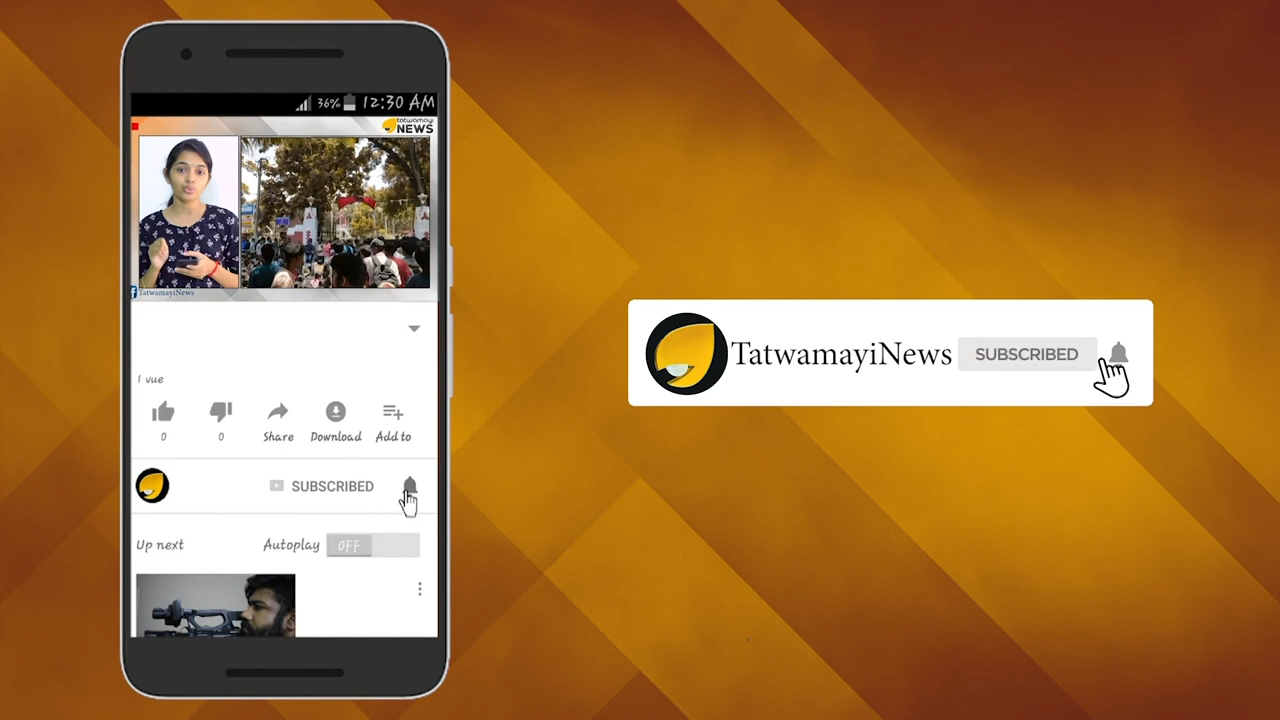 36% 12:30 AM
tatwamayi
NEWS
TatwamayiNews
1 vue
0 0 Share Download Add to
SUBSCRIBED
Up next Autoplay OFF
TatwamayiNews SUBSCRIBED